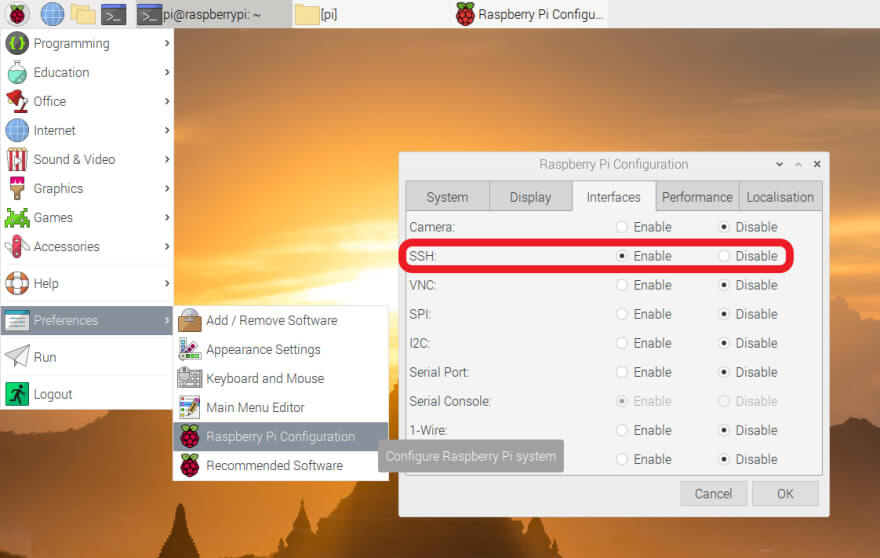 pi@raspberrypi: ~
[pi]
Raspberry Pi Configu...
Programming
Education
Office
Internet
Sound & Video
Graphics
Games
Accessories
Help
Preferences
Run
Logout
Add / Remove Software
Appearance Settings
Keyboard and Mouse
Main Menu Editor
Raspberry Pi Configuration
Recommended Software
Configure Raspberry Pi system
Raspberry Pi Configuration
System Display Interfaces Performance Localisation
Camera: Enable Disable
SSH: Enable Disable
VNC: Enable Disable
SPI: Enable Disable
I2C: Enable Disable
Serial Port: Enable Disable
Serial Console: Enable Disable
1-Wire: Enable Disable
Enable Disable
Cancel OK